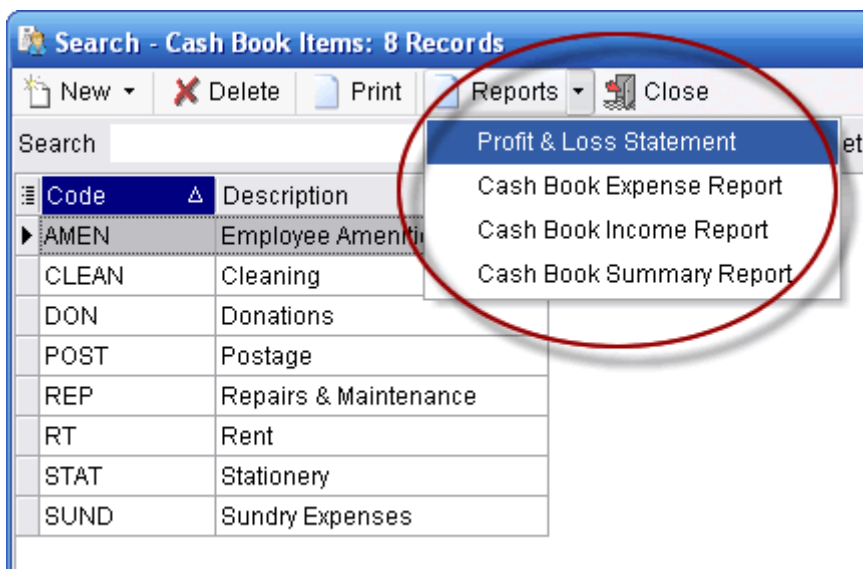 Search - Cash Book Items: 8 Records
New Delete Print Reports Close
Search
Profit & Loss Statement
Cash Book Expense Report
Cash Book Income Report
Cash Book Summary Report
Code Description
AMEN Employee
CLEAN Cleaning
DON Donations
POST Postage
REP Repairs & Maintenance
RT Rent
STAT Stationery
SUND Sundry Expenses